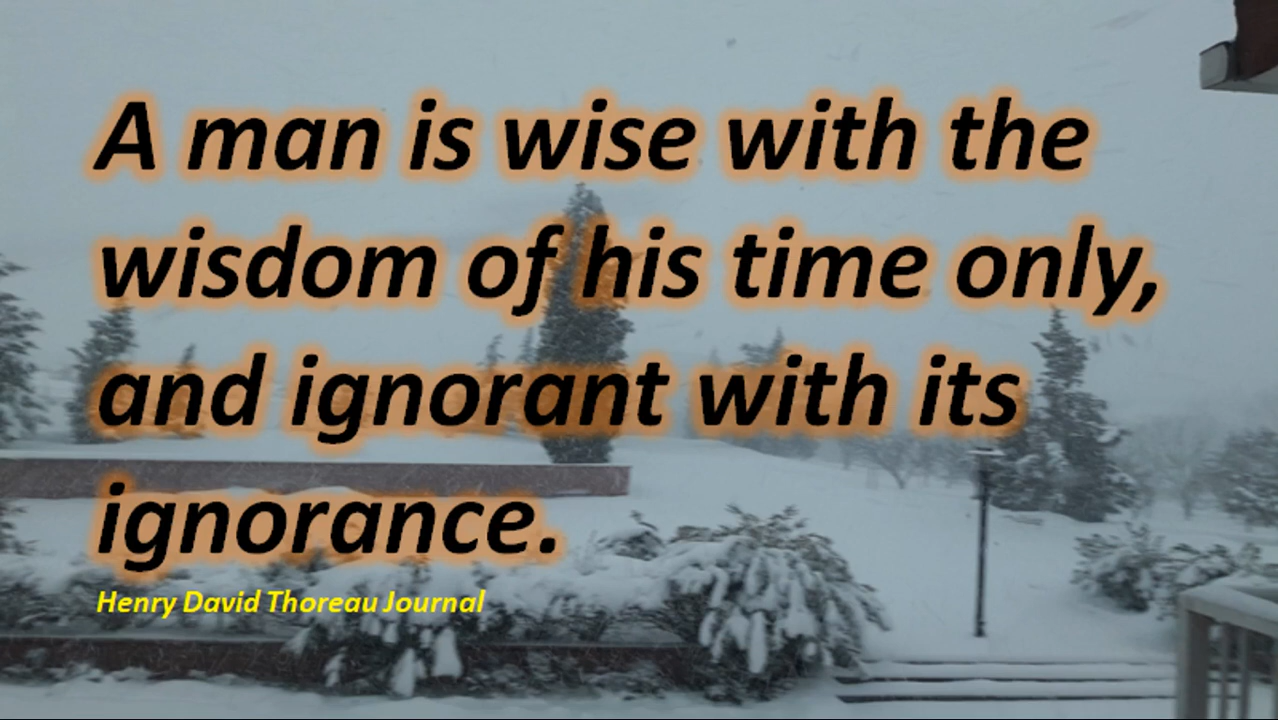 A man is wise with the
wisdom of his time only,
and ignorant with its
ignorance.
Henry David Thoreau Journal